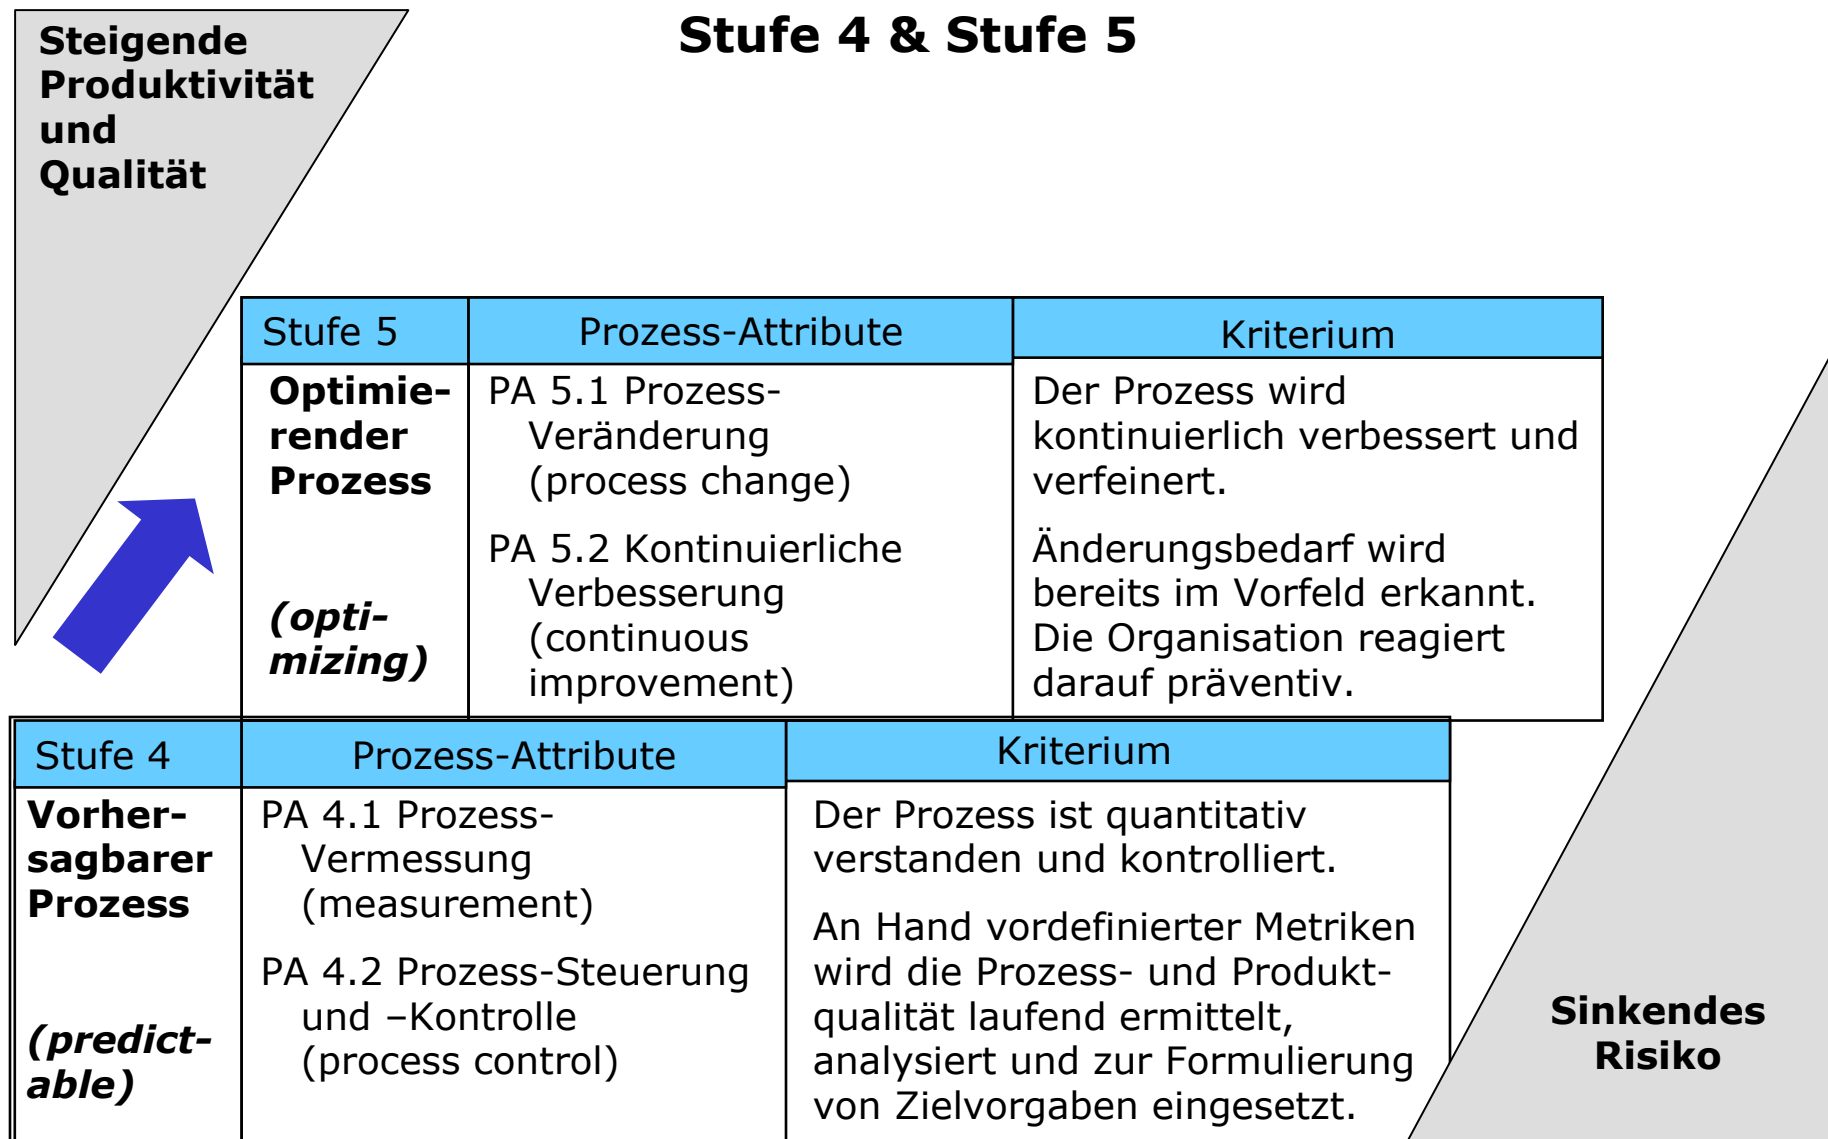 Steigende
Produktivität
und
Qualität
Stufe 4 & Stufe 5
Stufe 5
Prozess-Attribute
Kriterium
Optimie-
render
Prozess
(opti-
mizing)
PA 5.1 Prozess-
Veränderung
(process change)
PA 5.2 Kontinuierliche
Verbesserung
(continuous
improvement)
Der Prozess wird
kontinuierlich verbessert und
verfeinert.
Änderungsbedarf wird
bereits im Vorfeld erkannt.
Die Organisation reagiert
darauf präventiv.
Stufe 4
Prozess-Attribute
Kriterium
Vorher-
sagbarer
Prozess
(predict-
able)
PA 4.1 Prozess-
Vermessung
(measurement)
PA 4.2 Prozess-Steuerung
und –Kontrolle
(process control)
Der Prozess ist quantitativ
verstanden und kontrolliert.
An Hand vordefinierter Metriken
wird die Prozess- und Produkt-
qualität laufend ermittelt,
analysiert und zur Formulierung
von Zielvorgaben eingesetzt.
Sinkendes
Risiko